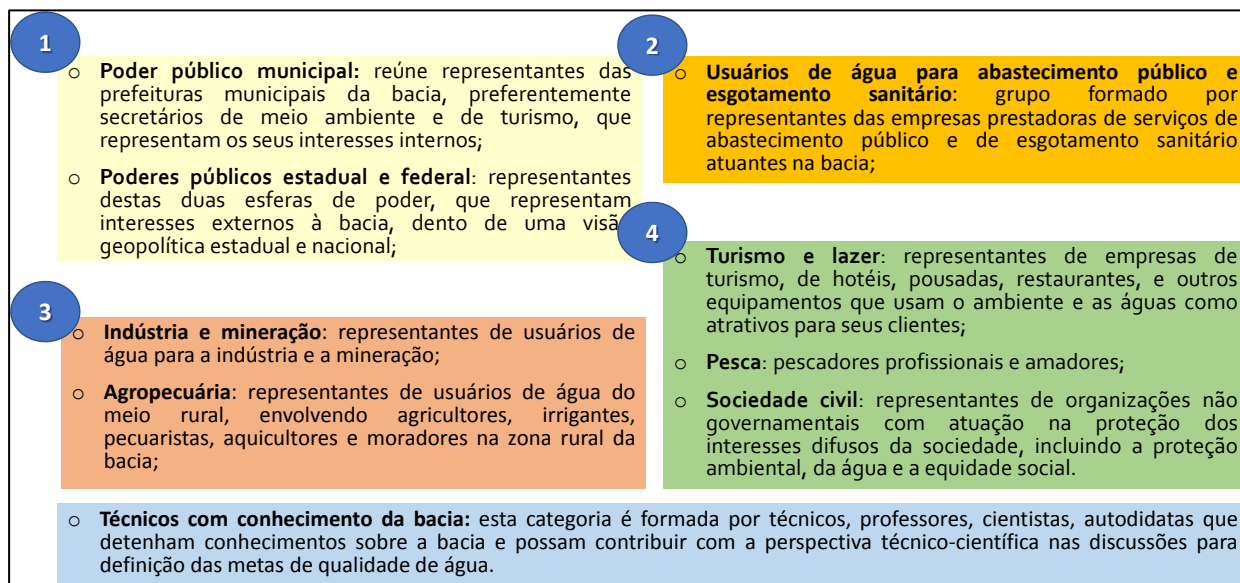 1
o Poder público municipal: reúne representantes das
prefeituras municipais da bacia, preferentemente
secretários de meio ambiente e de turismo, que
representam os seus interesses internos;
o Poderes públicos estadual e federal: representantes
destas duas esferas de poder, que representam
interesses externos à bacia, dento de uma visã
geopolítica estadual e nacional;
2
o Usuários de água para abastecimento público e
esgotamento sanitário: grupo formado por
representantes das empresas prestadoras de serviços de
abastecimento público e de esgotamento sanitário
atuantes na bacia;
3
o Indústria e mineração: representantes de usuários de
água para a indústria e a mineração;
o Agropecuária: representantes de usuários de água do
meio rural, envolvendo agricultores, irrigantes,
pecuaristas, aquicultores e moradores na zona rural da
bacia;
4
o Turismo e lazer: representantes de empresas de
turismo, de hotéis, pousadas, restaurantes, e outros
equipamentos que usam o ambiente e as águas como
atrativos para seus clientes;
o Pesca: pescadores profissionais e amadores;
o Sociedade civil: representantes de organizações não
governamentais com atuação na proteção dos
interesses difusos da sociedade, incluindo a proteção
ambiental, da água e a equidade social.
o Técnicos com conhecimento da bacia: esta categoria é formada por técnicos, professores, cientistas, autodidatas que
detenham conhecimentos sobre a bacia e possam contribuir com a perspectiva técnico-científica nas discussões para
definição das metas de qualidade de água.